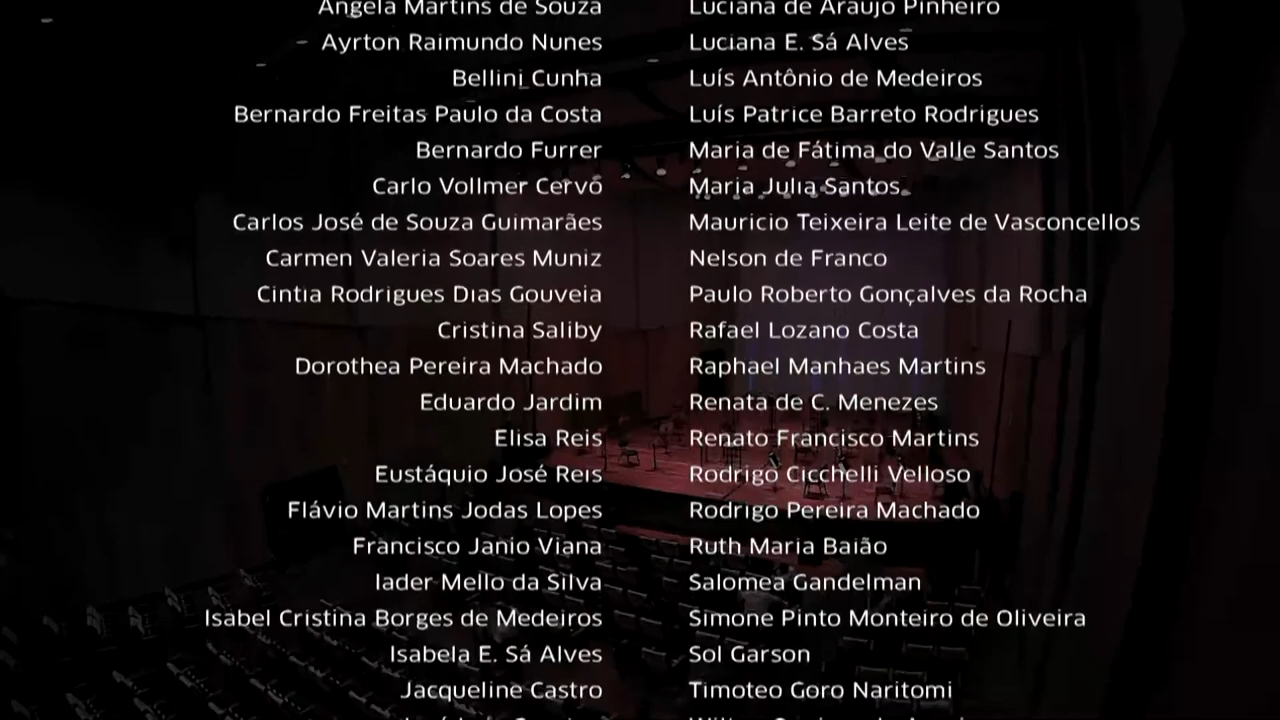 Angela Martins de Souza
Ayrton Raimundo Nunes
Bellini Cunha
Bernardo Freitas Paulo da Costa
Bernardo Furrer
Carlo Vollmer Cervo
Carlos José de Souza Guimarães
Carmen Valeria Soares Muniz
Cintia Rodrigues Dias Gouveia
Cristina Saliby
Dorothea Pereira Machado
Eduardo Jardim
Elisa Reis
Eustáquio José Reis
Flávio Martins Jodas Lopes
Francisco Janio Viana
Iader Mello da Silva
Isabel Cristina Borges de Medeiros
Isabela E. Sá Alves
Jacqueline Castro
Luciana de Araujo Pinheiro
Luciana E. Sá Alves
Luís Antônio de Medeiros
Luís Patrice Barreto Rodrigues
Maria de Fátima do Valle Santos
Maria Julia Santos
Mauricio Teixeira Leite de Vasconcellos
Nelson de Franco
Paulo Roberto Gonçalves da Rocha
Rafael Lozano Costa
Raphael Manhaes Martins
Renata de C. Menezes
Renato Francisco Martins
Rodrigo Cicchelli Velloso
Rodrigo Pereira Machado
Ruth Maria Baião
Salomea Gandelman
Simone Pinto Monteiro de Oliveira
Sol Garson
Timoteo Goro Naritomi